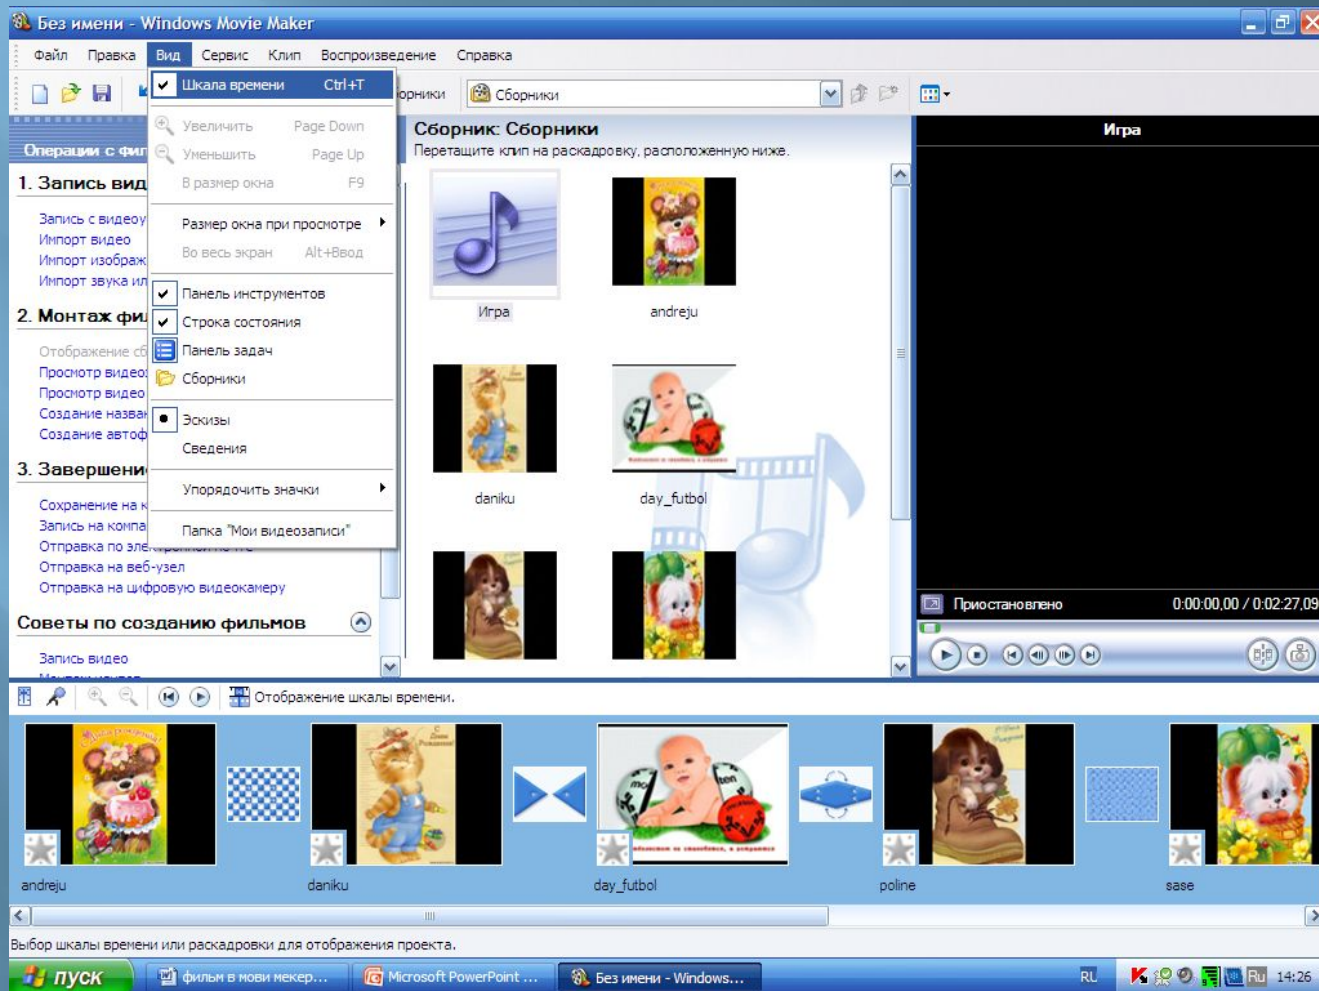 Без имени - Windows Movie Maker
Файл Правка Вид Сервис Клип Воспроизведение Справка
Шкала времени Ctrl+T
Увеличить Page Down
Уменьшить Page Up
В размер окна F9
Размер окна при просмотре
Во весь экран Alt+Ввод
Панель инструментов
Строка состояния
Панель задач
Сборники
Эскизы
Сведения
Упорядочить значки
Папка "Мои видеозаписи"
орники Сборники
Операции с фил
1. Запись вид
Запись с видеоу
Импорт видео
Импорт изображ
Импорт звука ил
2. Монтаж фил
Отображение сб
Просмотр видео
Просмотр видео
Создание назван
Создание автоф
3. Завершени
Сохранение на к
Запись на компа
Отправка по
Отправка на веб-узел
Отправка на цифровую видеокамеру
Советы по созданию фильмов
Запись видео
Сборник: Сборники
Перетащите клип на раскадровку, расположенную ниже.
Игра andreju
daniku day_futbol
Игра
Приостановлено 0:00:00,00 / 0:02:27,09
Отображение шкалы времени.
andreju daniku day_futbol poline sase
Выбор шкалы времени или раскадровки для отображения проекта.
пуск фильм в мови мекер... Microsoft PowerPoint ... Без имени - Windows... RU Ru 14:26